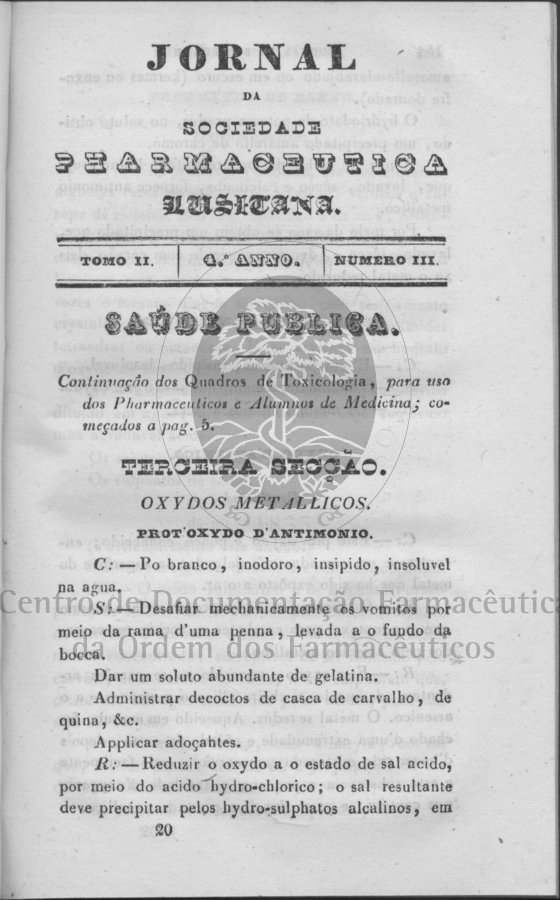 JORNAL
DA
SOCIEDADE
PHARMACEUTICA
LUSITANA.
TOMO II. 4.º ANNO. NUMERO III.
SAÚDE PUBLICA.
Continuação dos Quadros de Toxicologia, para uso
dos Pharmaceuticos e Alumnos de Medicina; co-
meçados a pag. 5.
TERCEIRA SECÇÃO.
OXYDOS METALLICOS.
PROT'OXYDO D'ANTIMONIO.
C: — Po branco, inodoro, insipido, insoluvel
na agua.
Centro de Documentação Farmacêutica
S: — Desafiar mechanicamente os vomitos por
meio da rama d'uma penna, levada a o fundo da
da Ordem dos Farmacêuticos
bocca.
Dar um soluto abundante de gelatina.
Administrar decoctos de casca de carvalho, de
quina, &c.
Applicar adoçantes.
R: — Reduzir o oxydo a o estado de sal acido,
por meio do acido hydro-chlorico; o sal resultante
deve precipitar pelos hydro-sulphatos alcalinos, em
20